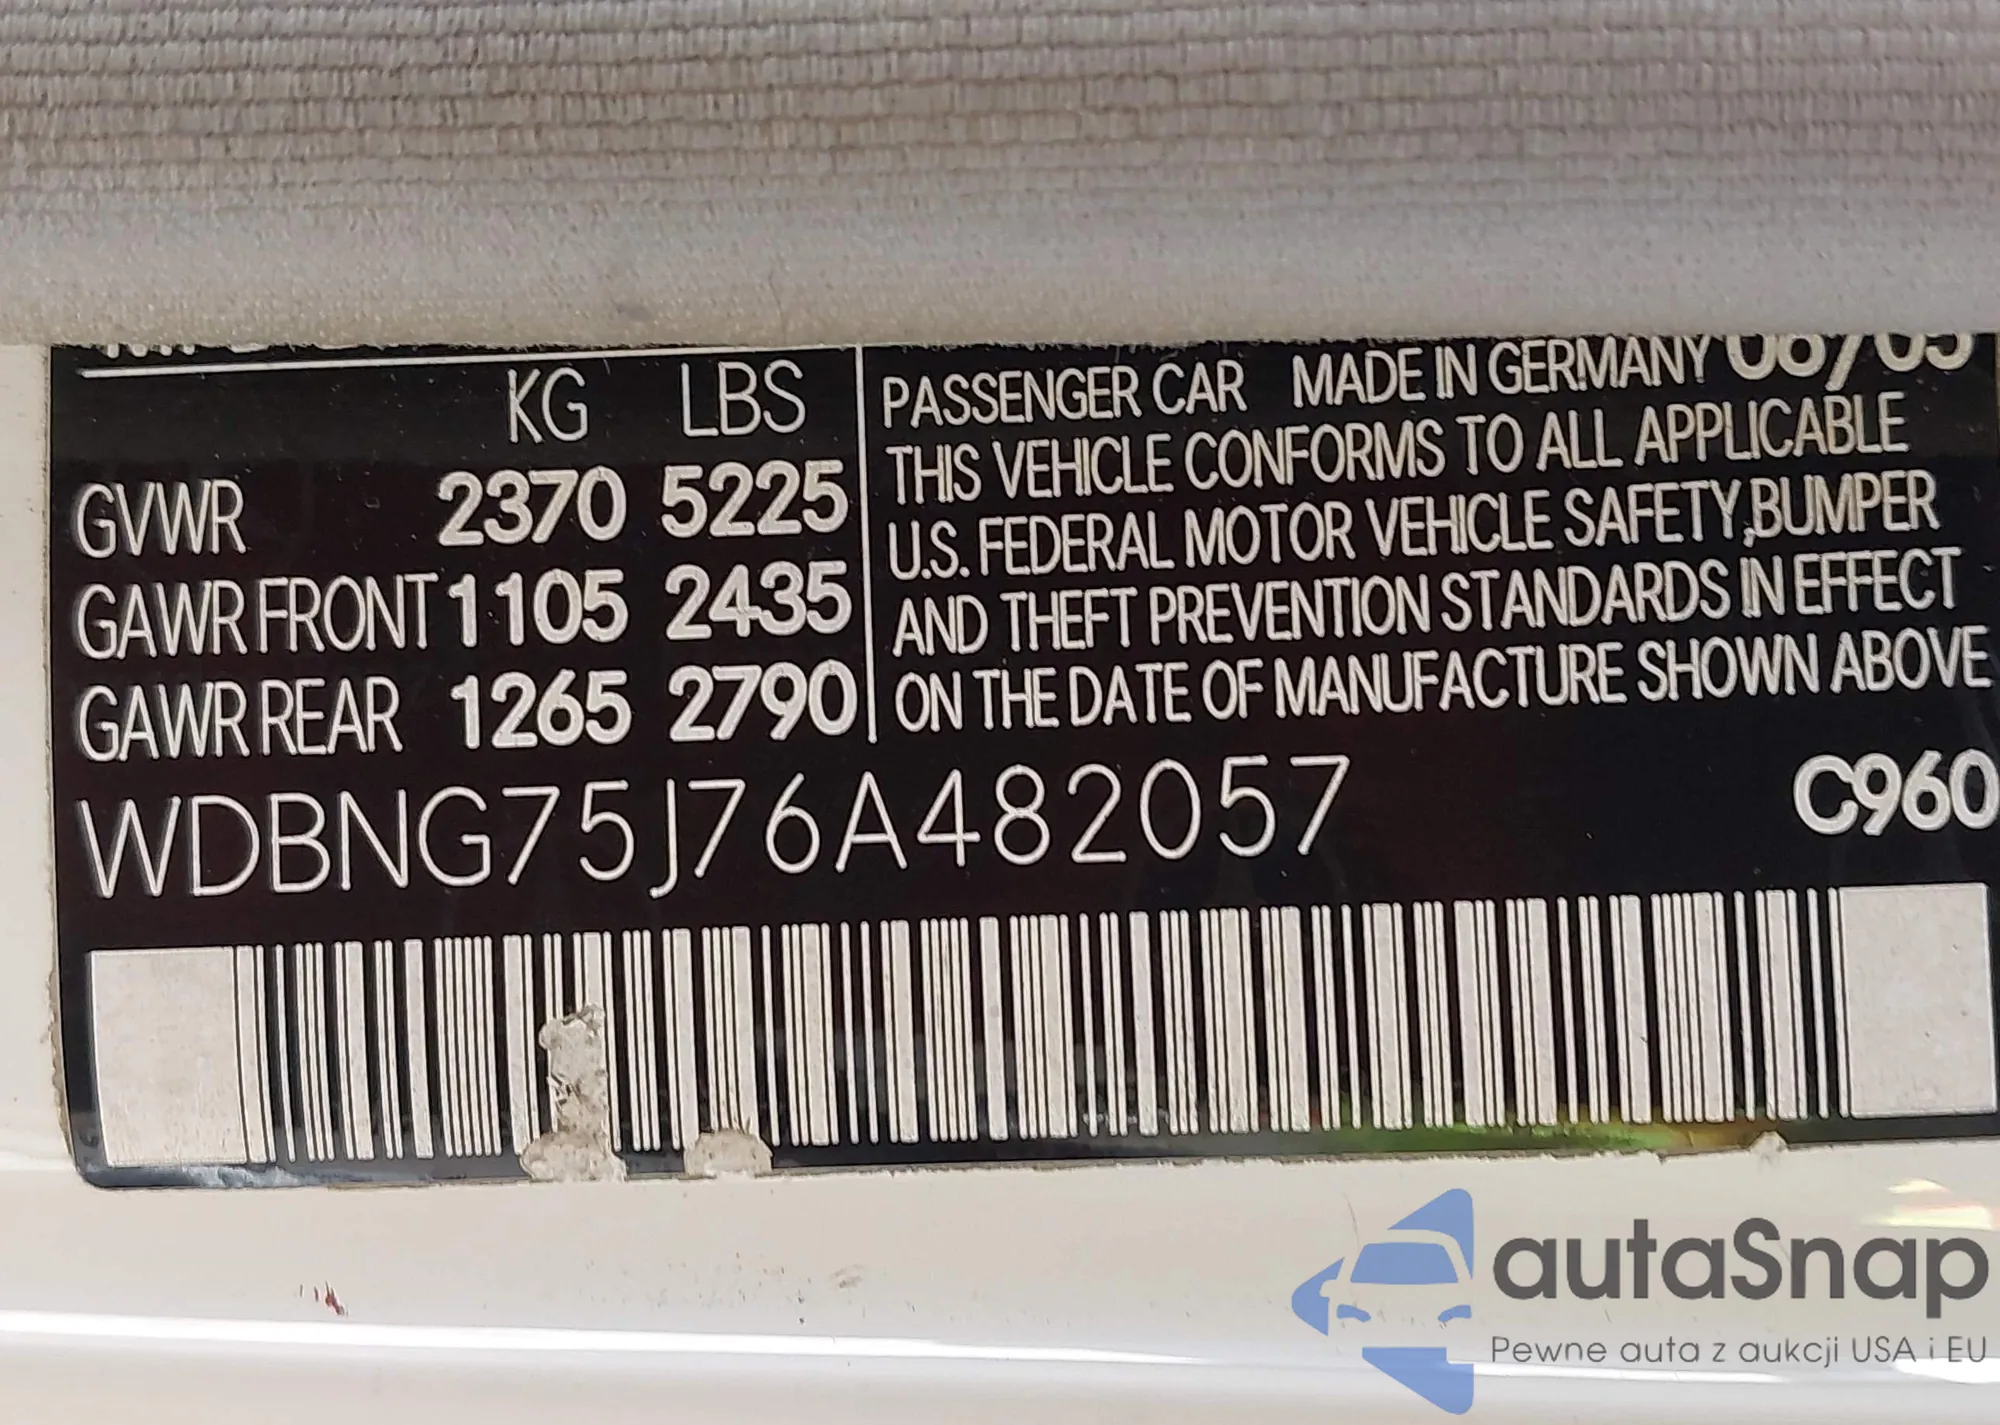 KG LBS
GVWR 2370 5225
GAWR FRONT 1105 2435
GAWR REAR 1265 2790
PASSENGER CAR MADE IN GERMANY 06/05
THIS VEHICLE CONFORMS TO ALL APPLICABLE
U.S. FEDERAL MOTOR VEHICLE SAFETY, BUMPER
AND THEFT PREVENTION STANDARDS IN EFFECT
ON THE DATE OF MANUFACTURE SHOWN ABOVE
WDBNG75J76A482057 C960
autaSnap
Pewne auta z aukcji USA i EU